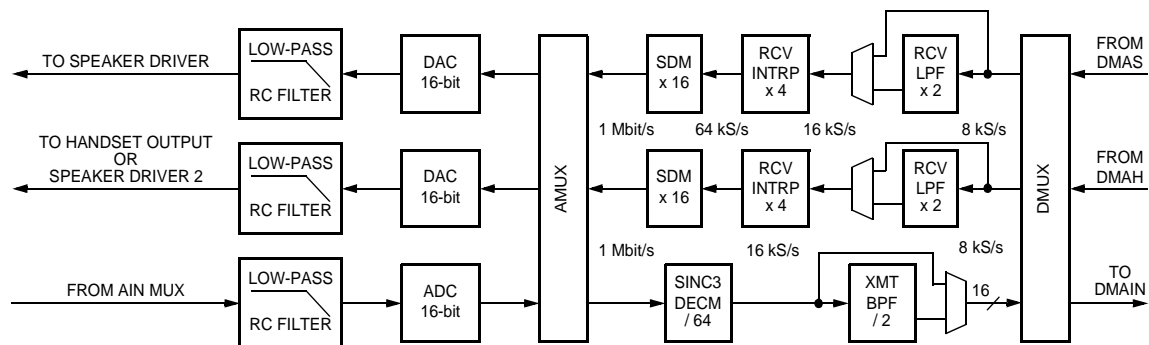 TO SPEAKER DRIVER
LOW-PASS
RC FILTER
DAC
16-bit
SDM
x 16
RCV
INTRP
x 4
RCV
LPF
x 2
FROM
DMAS
1 Mbit/s
64 kS/s
16 kS/s
8 kS/s
TO HANDSET OUTPUT
OR
SPEAKER DRIVER 2
LOW-PASS
RC FILTER
DAC
16-bit
AMUX
SDM
x 16
RCV
INTRP
x 4
RCV
LPF
x 2
DMUX
FROM
DMAH
1 Mbit/s
16 kS/s
8 kS/s
FROM AIN MUX
LOW-PASS
RC FILTER
ADC
16-bit
SINC3
DECM
/ 64
XMT
BPF
/ 2
16
TO
DMAIN